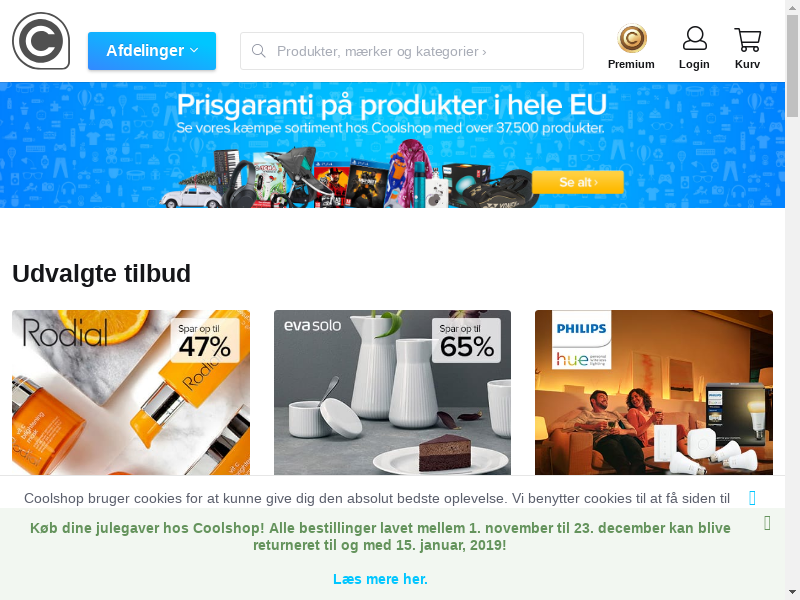 Afdelinger
Produkter, mærker og kategorier ›
Premium
Login
Kurv
Prisgaranti på produkter i hele EU
Se vores kæmpe sortiment hos Coolshop med over 37.500 produkter.
Se alt ›
Udvalgte tilbud
Rodial
Spar op til
47%
Rodial
eva solo
Spar op til
65%
PHILIPS
hue personal wireless lighting
Coolshop bruger cookies for at kunne give dig den absolut bedste oplevelse. Vi benytter cookies til at få siden til
Køb dine julegaver hos Coolshop! Alle bestillinger lavet mellem 1. november til 23. december kan blive
returneret til og med 15. januar, 2019!
Læs mere her.